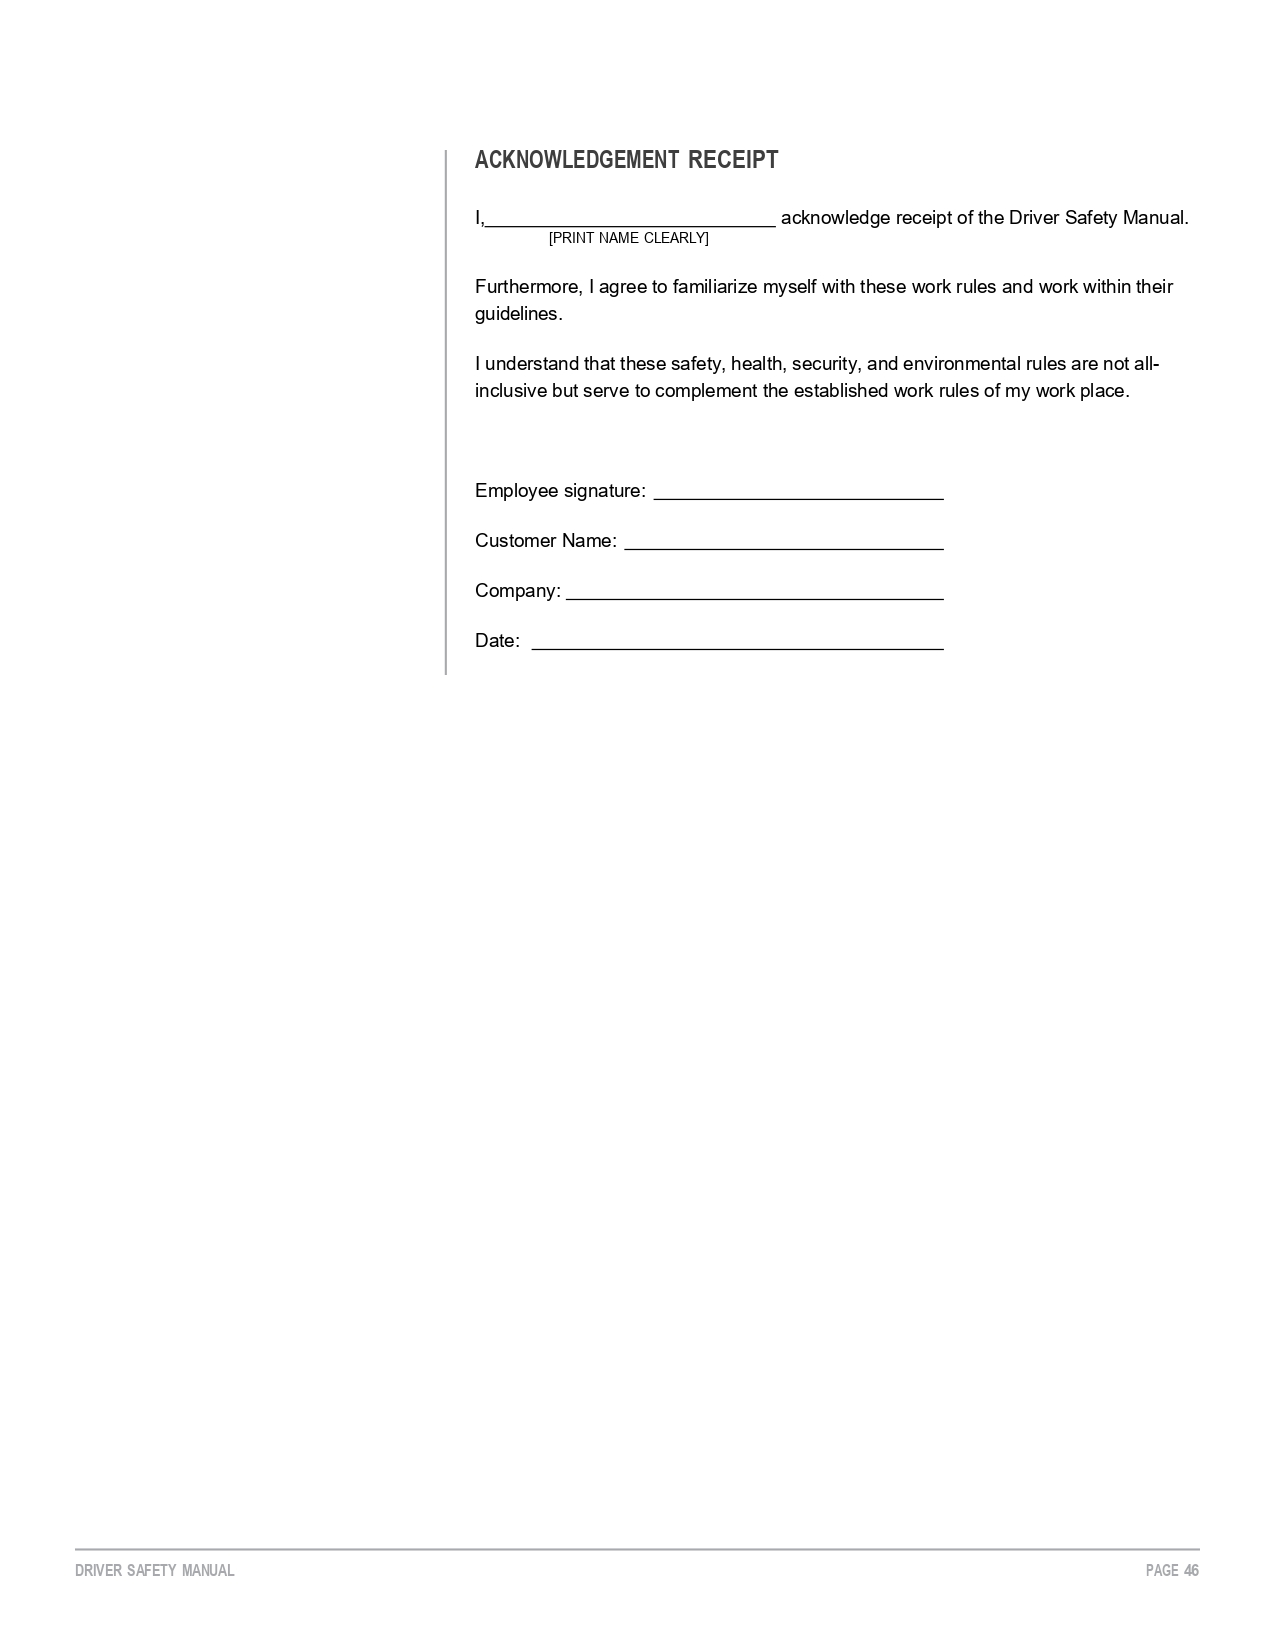 ACKNOWLEDGEMENT RECEIPT
I,____________________________ acknowledge receipt of the Driver Safety Manual.
[PRINT NAME CLEARLY]
Furthermore, I agree to familiarize myself with these work rules and work within their
guidelines.
I understand that these safety, health, security, and environmental rules are not all-
inclusive but serve to complement the established work rules of my work place.
Employee signature: ____________________________
Customer Name: _______________________________
Company: ____________________________________
Date: ________________________________________
DRIVER SAFETY MANUAL PAGE 46